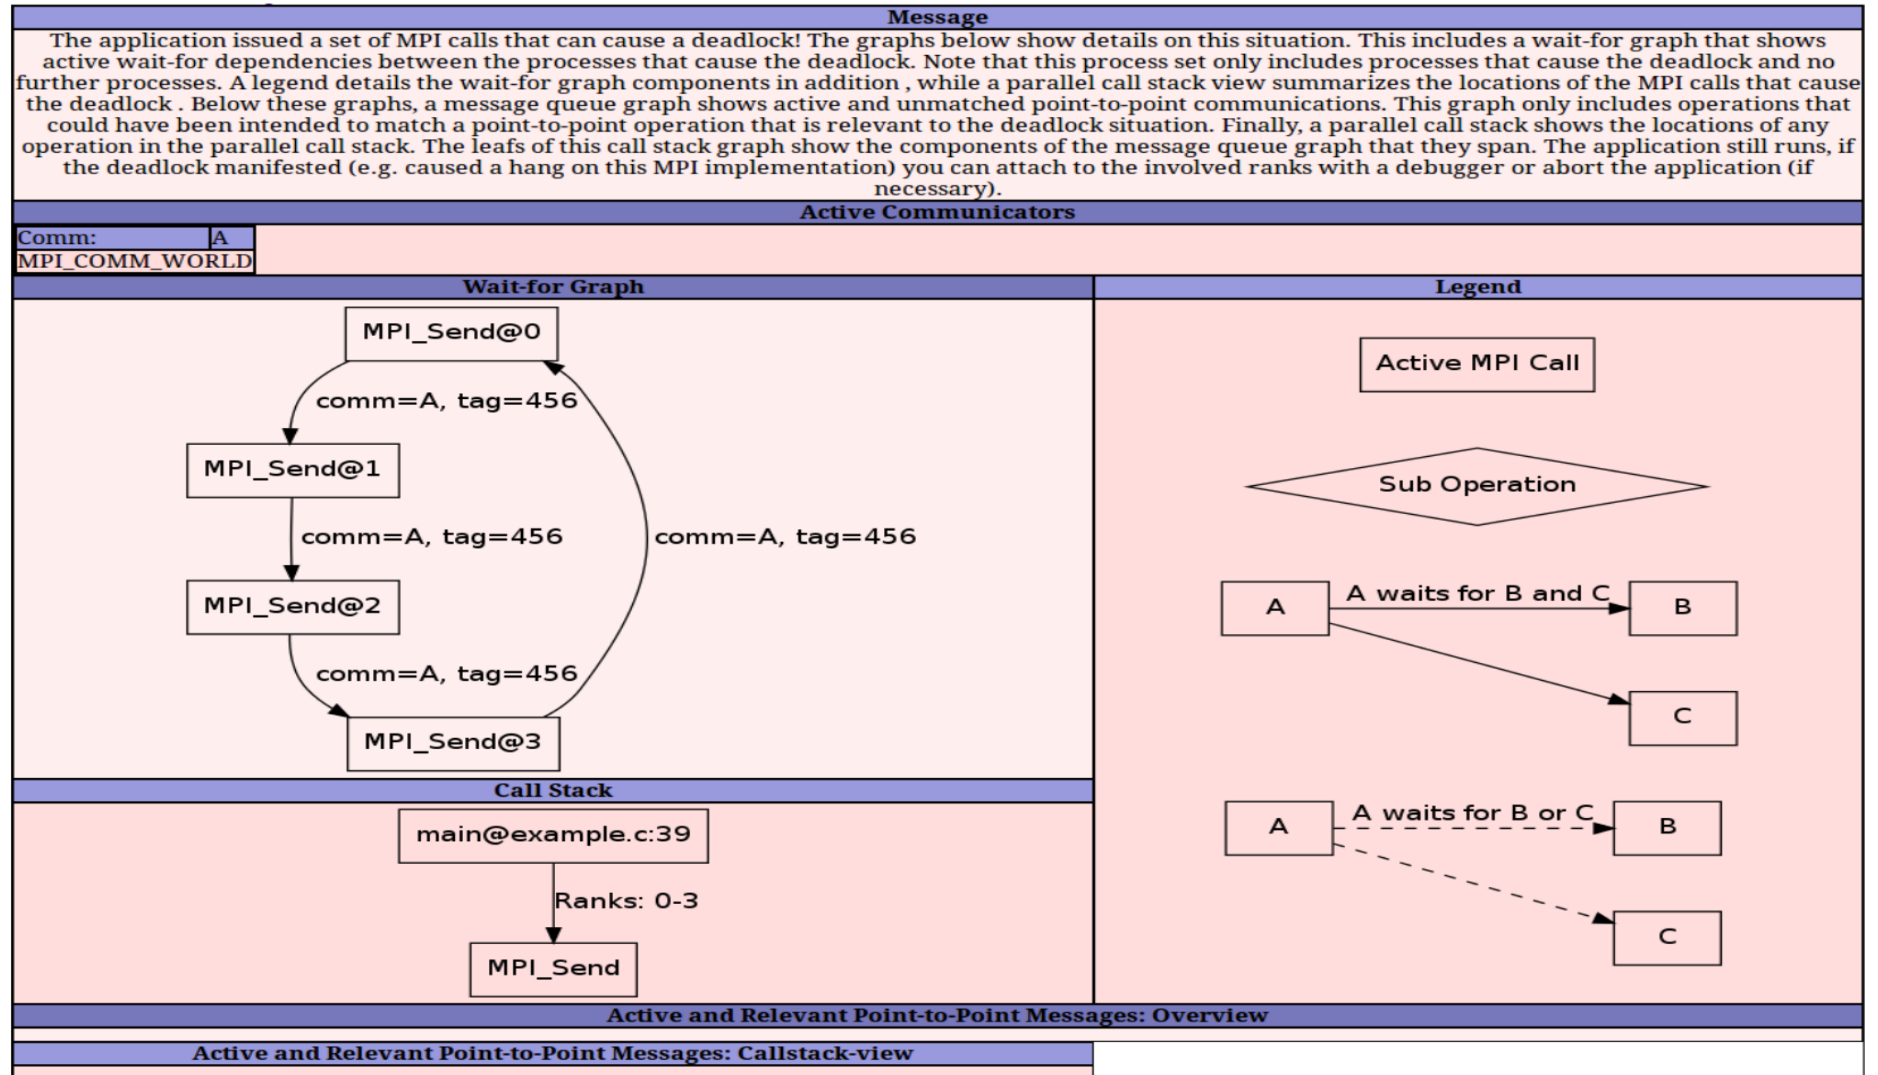 Message
The application issued a set of MPI calls that can cause a deadlock! The graphs below show details on this situation. This includes a wait-for graph that shows
active wait-for dependencies between the processes that cause the deadlock. Note that this process set only includes processes that cause the deadlock and no
further processes. A legend details the wait-for graph components in addition , while a parallel call stack view summarizes the locations of the MPI calls that cause
the deadlock . Below these graphs, a message queue graph shows active and unmatched point-to-point communications. This graph only includes operations that
could have been intended to match a point-to-point operation that is relevant to the deadlock situation. Finally, a parallel call stack shows the locations of any
operation in the parallel call stack. The leafs of this call stack graph show the components of the message queue graph that they span. The application still runs, if
the deadlock manifested (e.g. caused a hang on this MPI implementation) you can attach to the involved ranks with a debugger or abort the application (if
necessary).
Active Communicators
Comm: A
MPI_COMM_WORLD
Wait-for Graph
MPI_Send@0
comm=A, tag=456
MPI_Send@1
comm=A, tag=456
comm=A, tag=456
MPI_Send@2
comm=A, tag=456
MPI_Send@3
Legend
Active MPI Call
Sub Operation
A waits for B and C
A
B
C
A waits for B or C
A
B
C
Call Stack
main@example.c:39
Ranks: 0-3
MPI_Send
Active and Relevant Point-to-Point Messages: Overview
Active and Relevant Point-to-Point Messages: Callstack-view